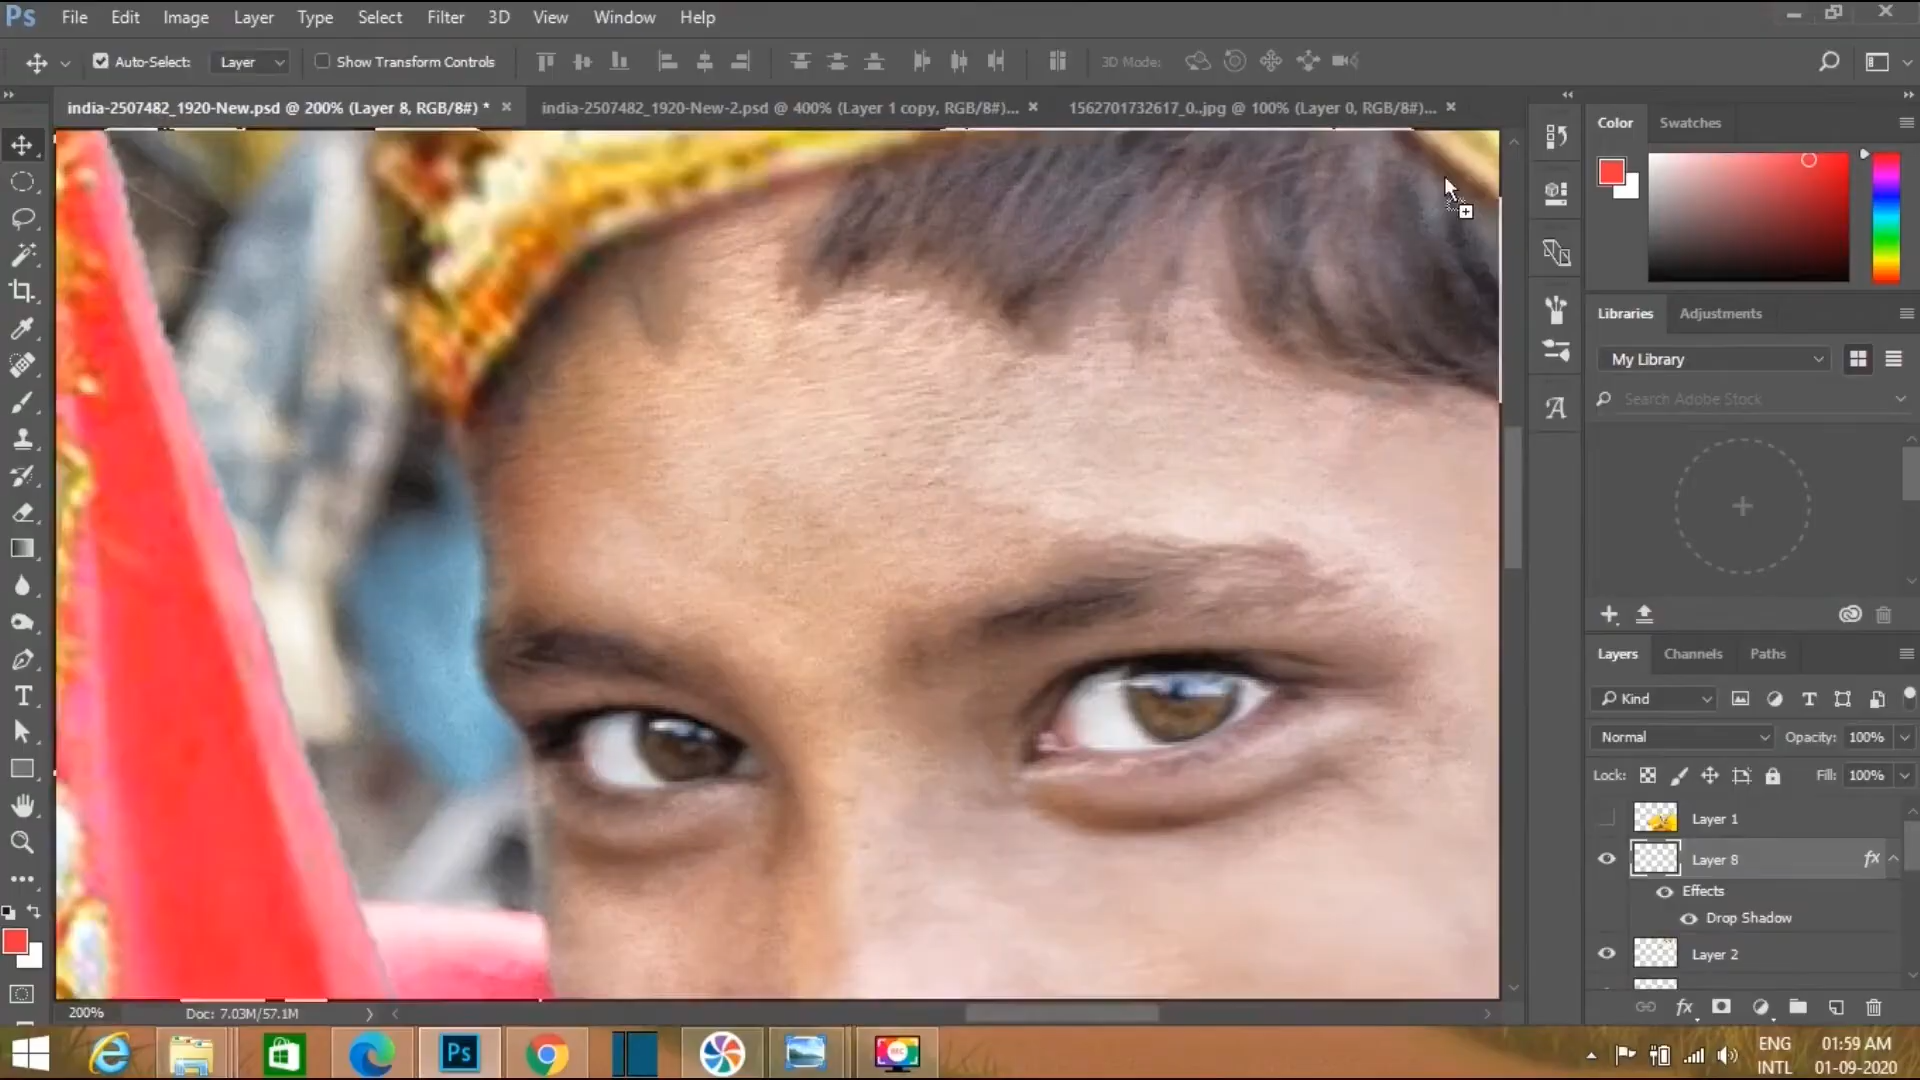 Ps File Edit Image Layer Type Select Filter 3D View Window Help
Auto-Select: Layer Show Transform Controls 3D Mode:
india-2507482_1920-New.psd @ 200% (Layer 8, RGB/8#) * india-2507482_1920-New-2.psd @ 400% (Layer 1 copy, RGB/8#)... 1562701732617_0..jpg @ 100% (Layer 0, RGB/8#)...
Color Swatches
Libraries Adjustments
My Library
Search Adobe Stock
Layers Channels Paths
Kind
Normal Opacity: 100%
Lock: Fill: 100%
Layer 1
Layer 8 fx
Effects
Drop Shadow
Layer 2
200% Doc: 7.03M/57.1M
fx
Ps REC ENG 01:59 AM
INTL 01-09-2020